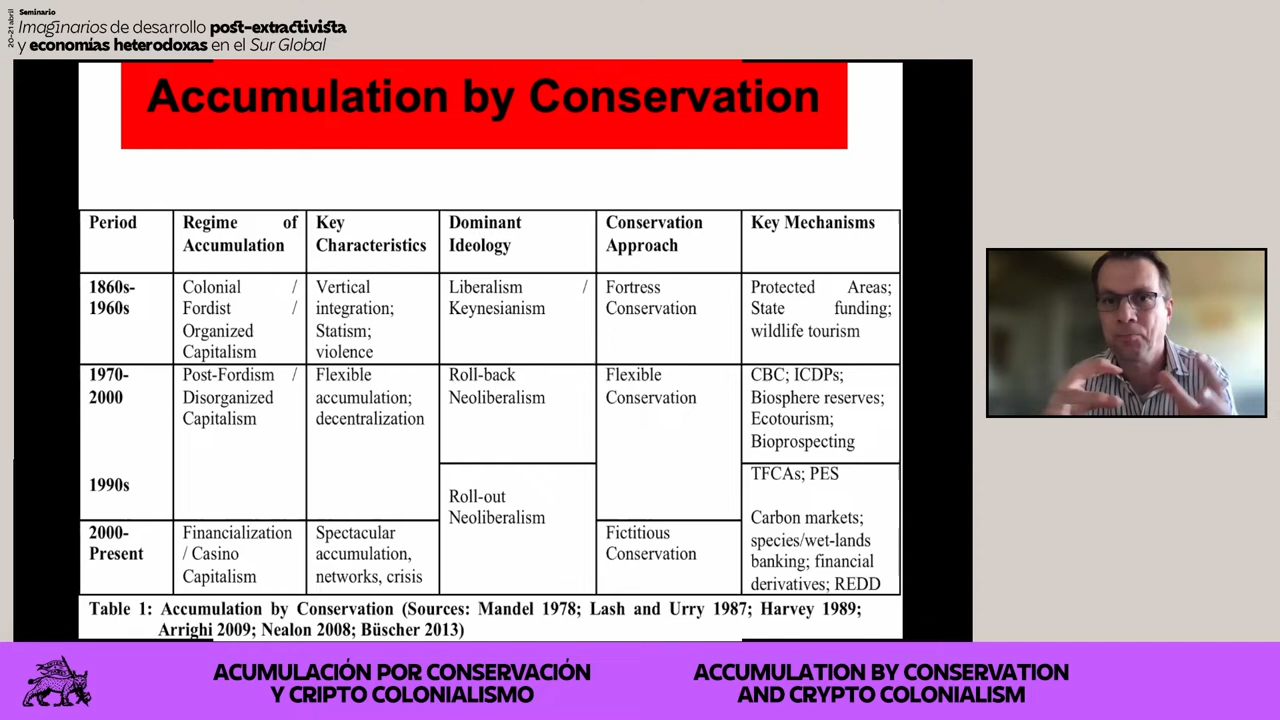 20-21 abril
Seminario
Imaginarios de desarrollo post-extractivista
y economías heterodoxas en el Sur Global
Accumulation by Conservation
Period
Regime of Accumulation
Key Characteristics
Dominant Ideology
Conservation Approach
Key Mechanisms
1860s-
1960s
Colonial /
Fordist /
Organized
Capitalism
Vertical
integration;
Statism;
violence
Liberalism /
Keynesianism
Fortress
Conservation
Protected Areas;
State funding;
wildlife tourism
1970-
2000
Post-Fordism /
Disorganized
Capitalism
Flexible
accumulation;
decentralization
Roll-back
Neoliberalism
Flexible
Conservation
CBC; ICDPs;
Biosphere reserves;
Ecotourism;
Bioprospecting
1990s
Roll-out
Neoliberalism
TFCAs; PES
2000-
Present
Financialization
/ Casino
Capitalism
Spectacular
accumulation,
networks, crisis
Fictitious
Conservation
Carbon markets;
species/wet-lands
banking; financial
derivatives; REDD
Table 1: Accumulation by Conservation (Sources: Mandel 1978; Lash and Urry 1987; Harvey 1989;
Arrighi 2009; Nealon 2008; Büscher 2013)
ACUMULACIÓN POR CONSERVACIÓN
Y CRIPTO COLONIALISMO
ACCUMULATION BY CONSERVATION
AND CRYPTO COLONIALISM